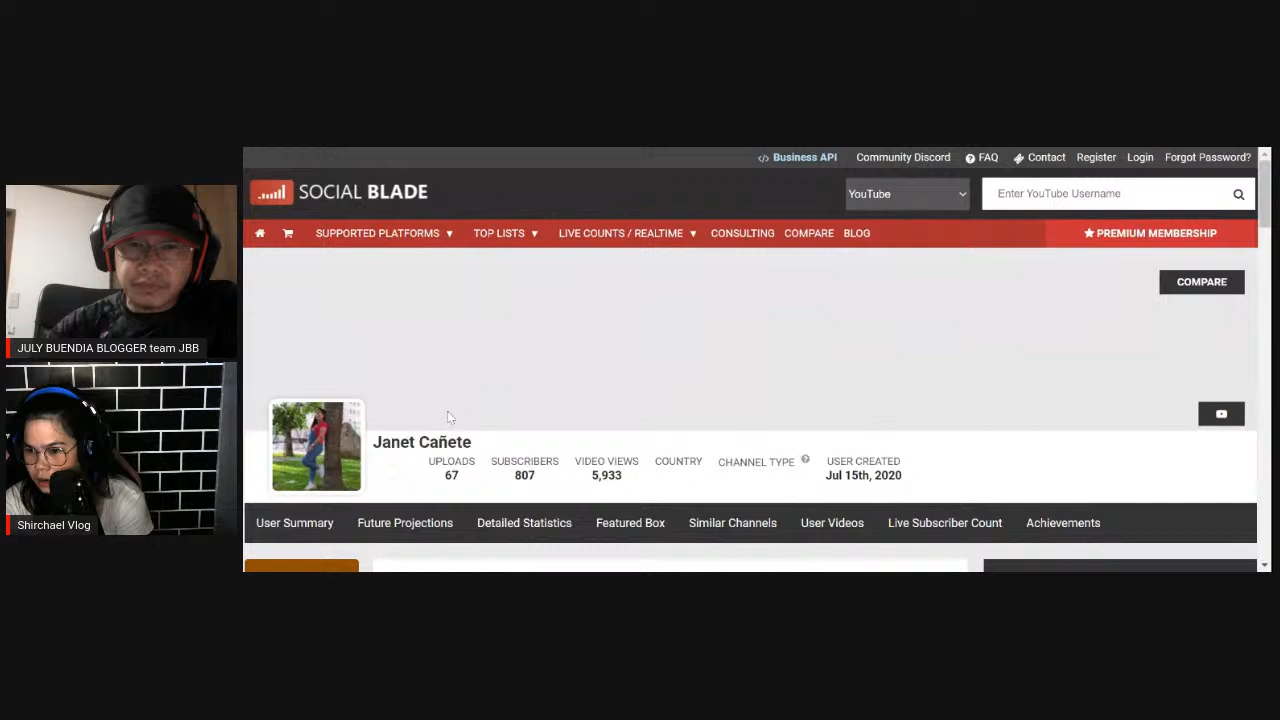 </> Business API Community Discord FAQ Contact Register Login Forgot Password?
SOCIAL BLADE YouTube Enter YouTube Username
SUPPORTED PLATFORMS ▼ TOP LISTS ▼ LIVE COUNTS / REALTIME ▼ CONSULTING COMPARE BLOG PREMIUM MEMBERSHIP
COMPARE
JULY BUENDIA BLOGGER team JBB
Janet Cañete
UPLOADS SUBSCRIBERS VIDEO VIEWS COUNTRY CHANNEL TYPE USER CREATED
67 807 5,933 Jul 15th, 2020
Shirchael Vlog
User Summary Future Projections Detailed Statistics Featured Box Similar Channels User Videos Live Subscriber Count Achievements